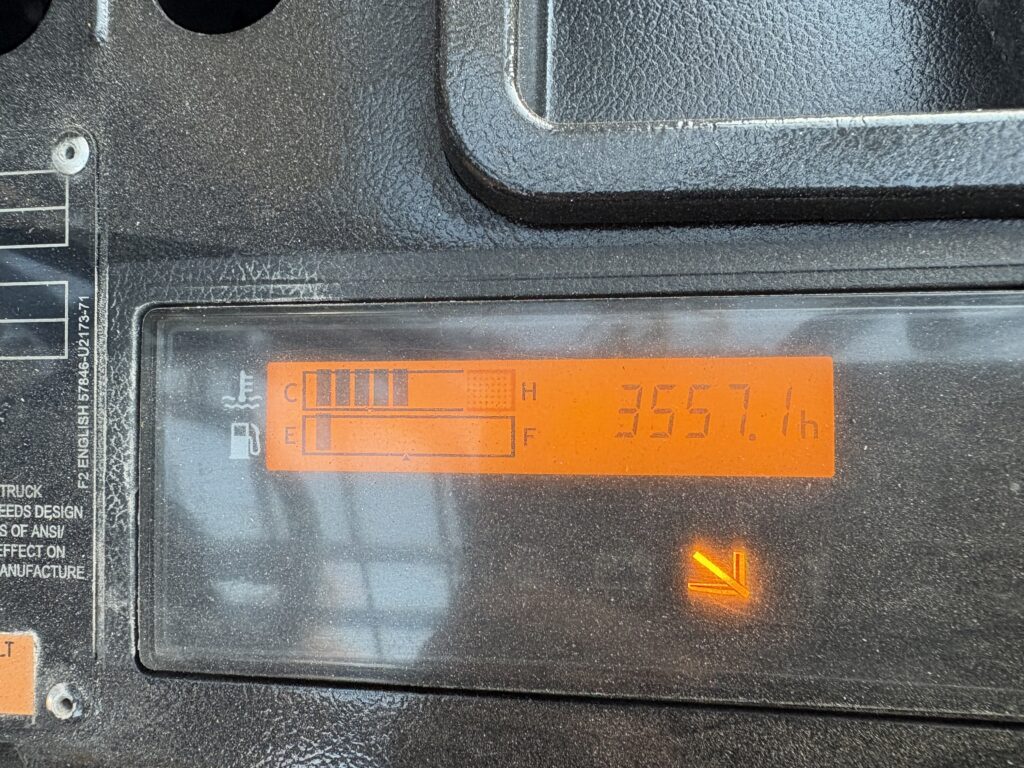 F2 ENGLISH 57846-U2173-71
TRUCK
EEDS DESIGN
S OF ANSI/
EFFECT ON
ANUFACTURE.
LT
C H 3557.1h
E F